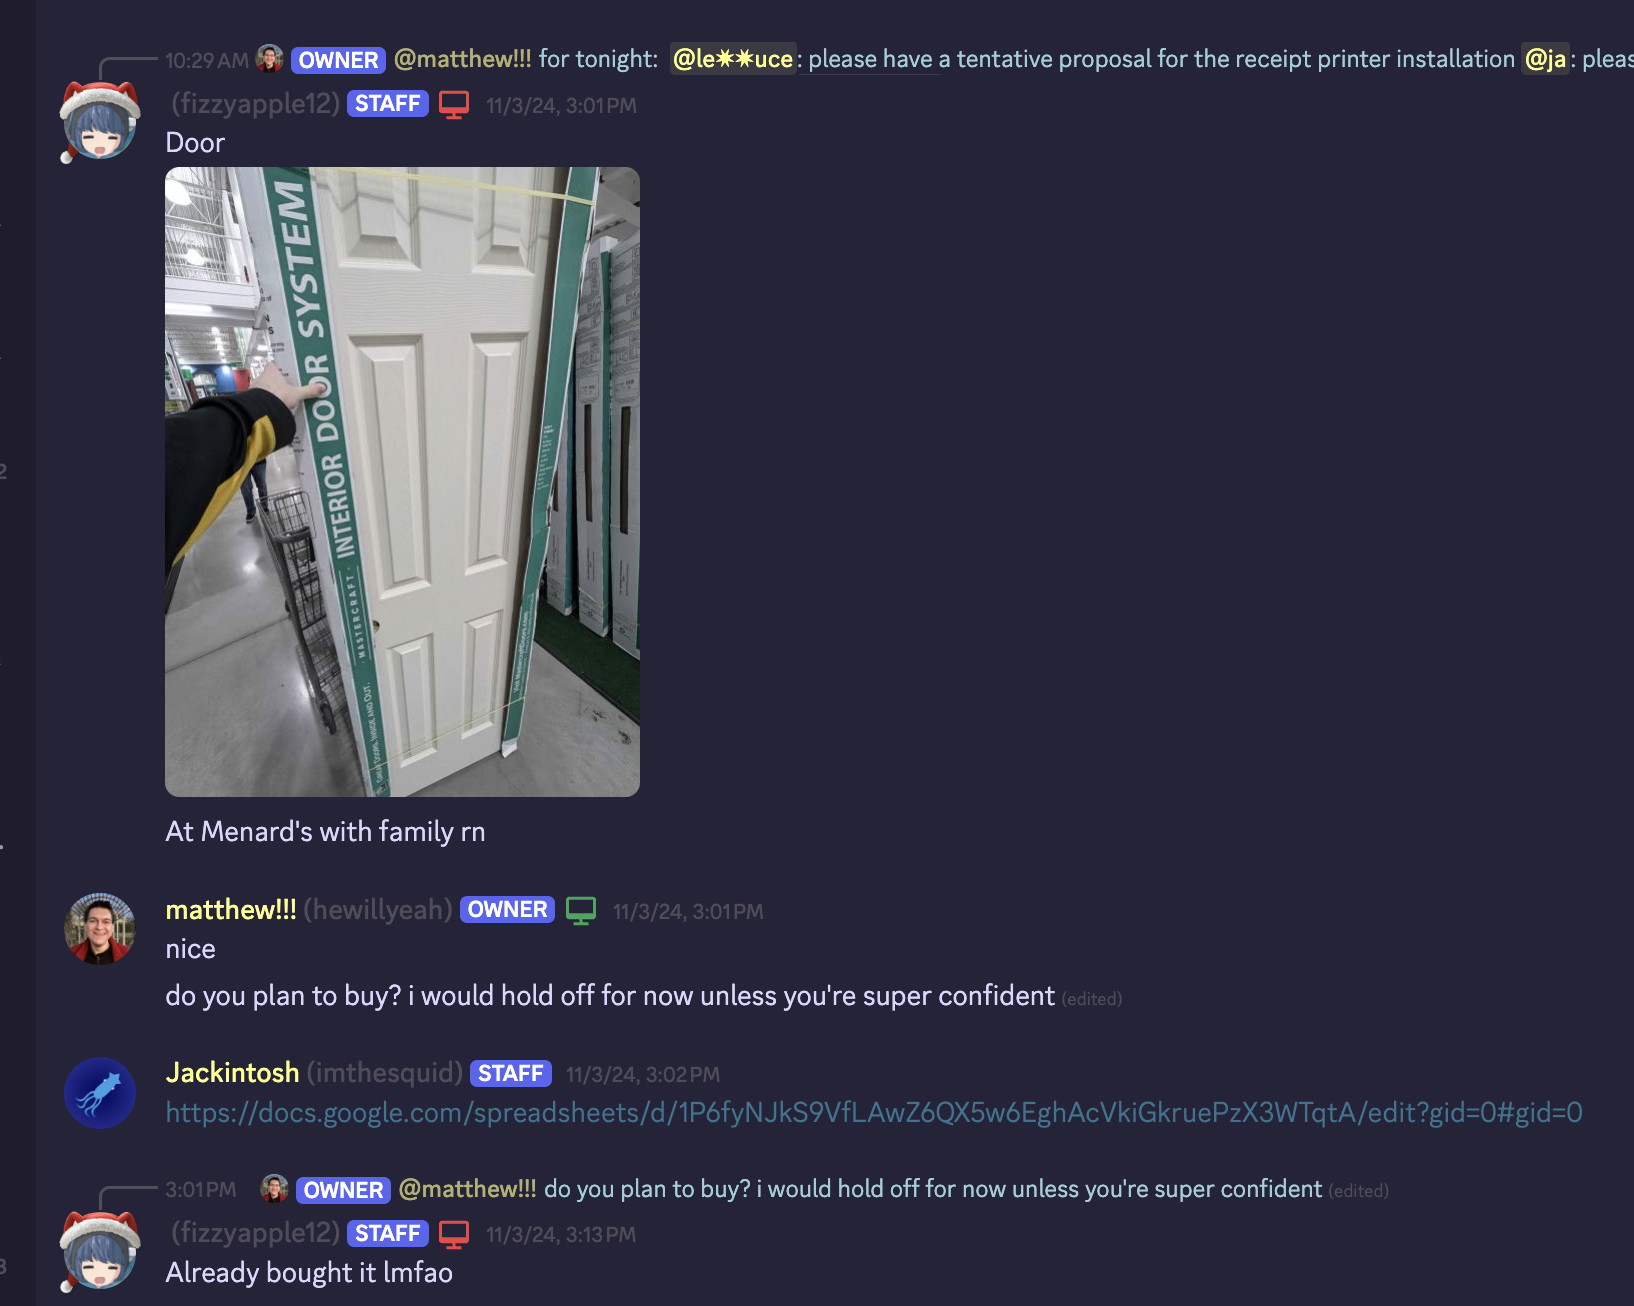 10:29 AM OWNER @matthew!!! for tonight: @le✷✷uce: please have a tentative proposal for the receipt printer installation @ja: pleas
(fizzyapple12) STAFF 11/3/24, 3:01 PM
Door
INTERIOR DOOR SYSTEM
MASTERCRAFT
At Menard's with family rn
matthew!!! (hewillyeah) OWNER 11/3/24, 3:01 PM
nice
do you plan to buy? i would hold off for now unless you're super confident (edited)
Jackintosh (imthesquid) STAFF 11/3/24, 3:02 PM
https://docs.google.com/spreadsheets/d/1P6fyNJkS9VfLAwZ6QX5w6EghAcVkiGkruePzX3WTqtA/edit?gid=0#gid=0
3:01 PM OWNER @matthew!!! do you plan to buy? i would hold off for now unless you're super confident (edited)
(fizzyapple12) STAFF 11/3/24, 3:13 PM
Already bought it lmfao